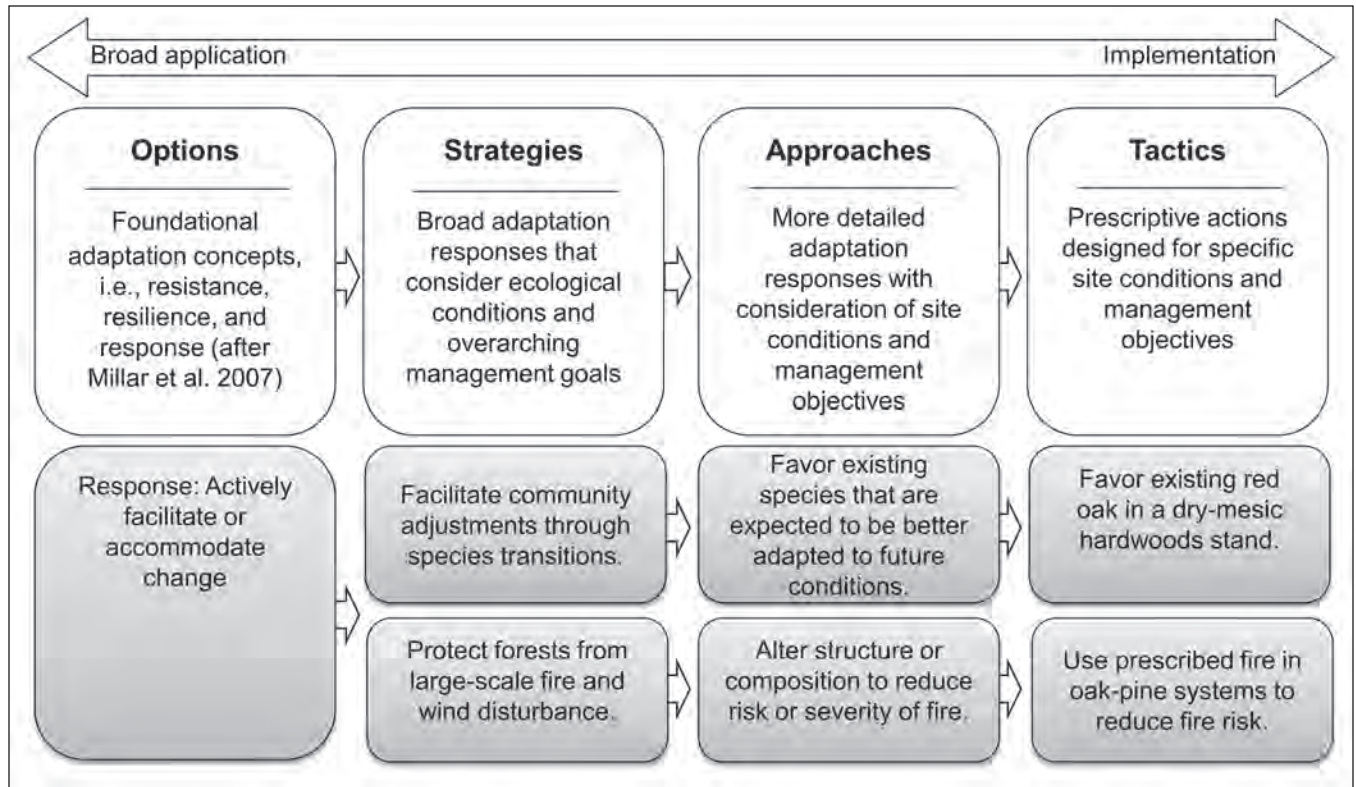 Broad application
Implementation
Options
Foundational
adaptation concepts,
i.e., resistance,
resilience, and
response (after
Millar et al. 2007)
Strategies
Broad adaptation
responses that
consider ecological
conditions and
overarching
management goals
Approaches
More detailed
adaptation
responses with
consideration of site
conditions and
management
objectives
Tactics
Prescriptive actions
designed for specific
site conditions and
management
objectives
Response: Actively
facilitate or
accommodate
change
Facilitate community
adjustments through
species transitions.
Favor existing
species that are
expected to be better
adapted to future
conditions.
Favor existing red
oak in a dry-mesic
hardwoods stand.
Protect forests from
large-scale fire and
wind disturbance.
Alter structure or
composition to reduce
risk or severity of fire.
Use prescribed fire in
oak-pine systems to
reduce fire risk.